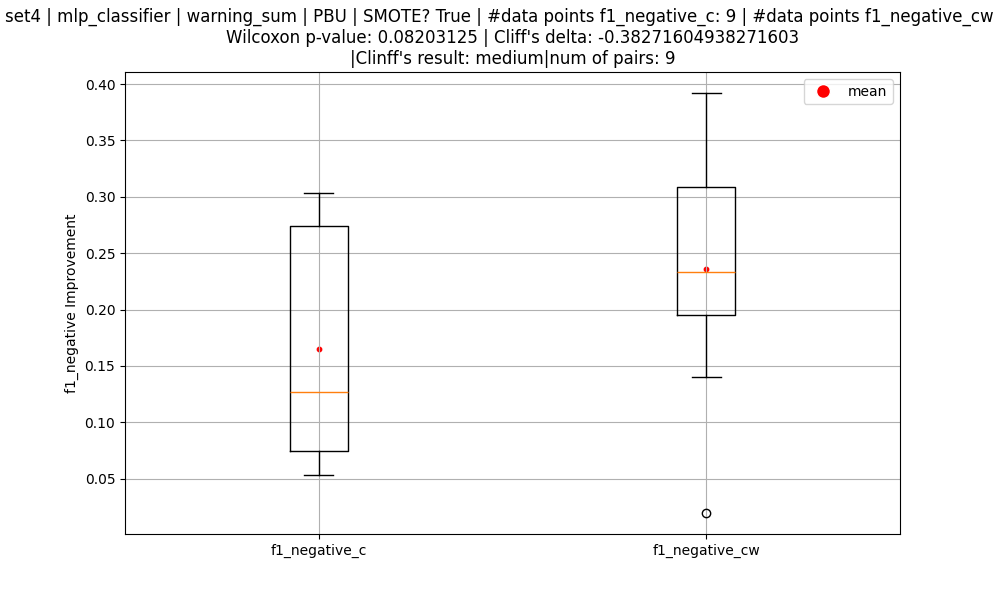 set4 | mlp_classifier | warning_sum | PBU | SMOTE? True | #data points f1_negative_c: 9 | #data points f1_negative_cw
Wilcoxon p-value: 0.08203125 | Cliff's delta: -0.38271604938271603
|Clinff's result: medium|num of pairs: 9
mean
0.40
0.35
0.30
0.25
0.20
0.15
0.10
0.05
f1_negative Improvement
f1_negative_c
f1_negative_cw